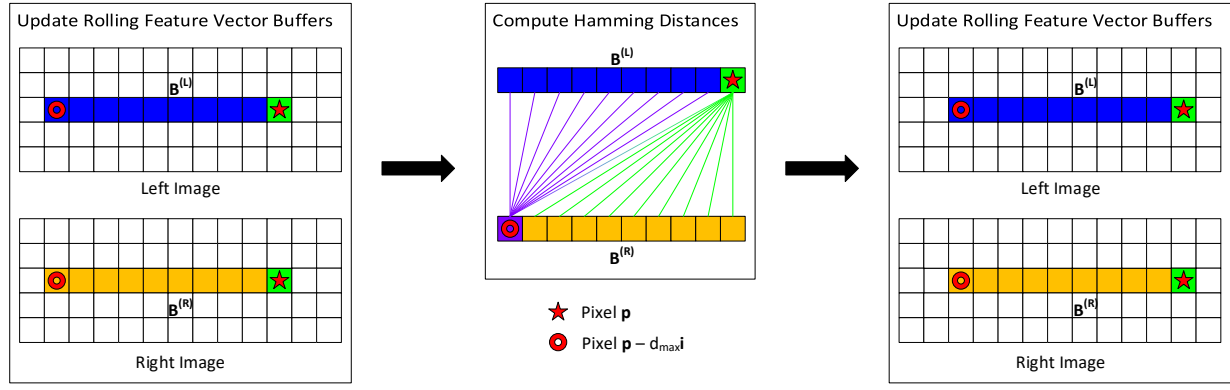 Update Rolling Feature Vector Buffers
B(L)
Left Image
B(R)
Right Image
Compute Hamming Distances
B(L)
B(R)
Pixel p
Pixel p – dmaxi
Update Rolling Feature Vector Buffers
B(L)
Left Image
B(R)
Right Image